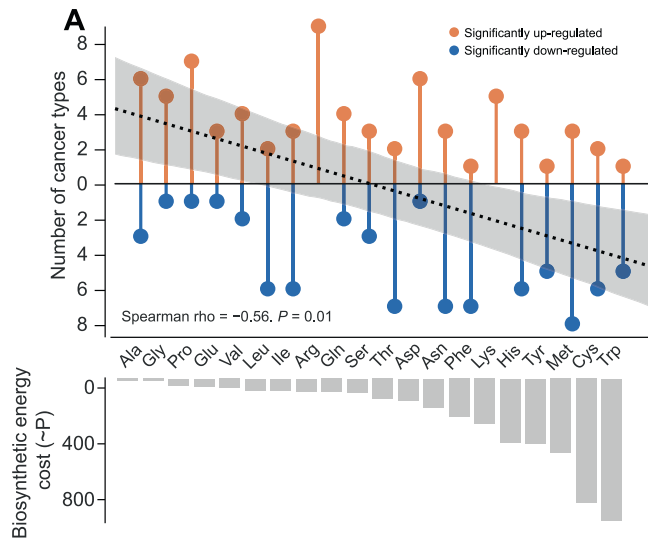 A
Significantly up-regulated
Significantly down-regulated
Number of cancer types
8
6
4
2
0
2
4
6
8
Spearman rho = −0.56. P = 0.01
Ala Gly Pro Glu Val Leu Ile Arg Gln Ser Thr Asp Asn Phe Lys His Tyr Met Cys Trp
Biosynthetic energy
cost (~P)
0
400
800